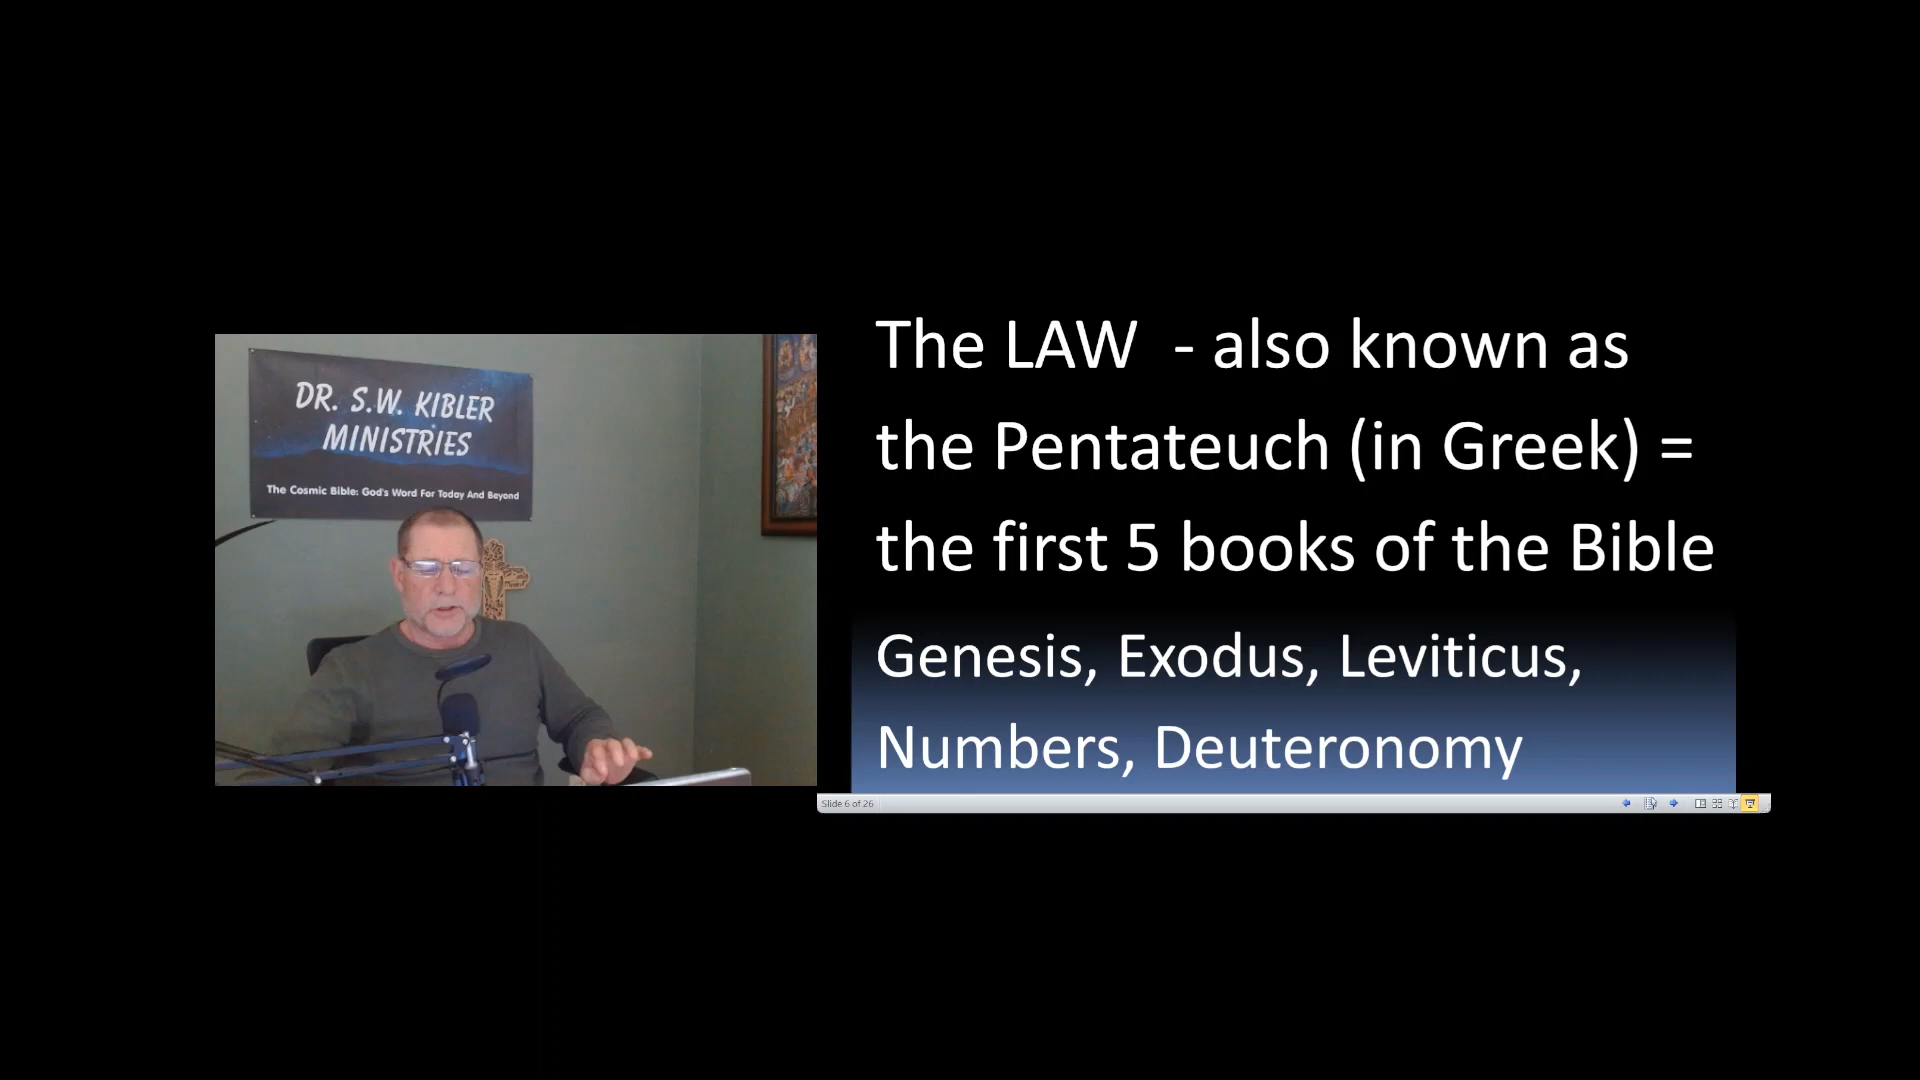 DR. S.W. KIBLER
MINISTRIES
The Cosmic Bible: God's Word For Today And Beyond
The LAW - also known as
the Pentateuch (in Greek) =
the first 5 books of the Bible
Genesis, Exodus, Leviticus,
Numbers, Deuteronomy
Slide 6 of 26